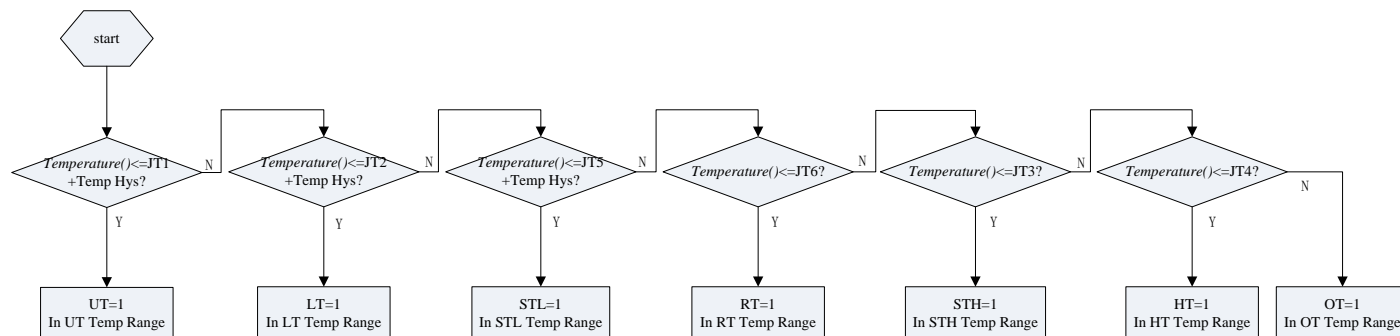 start
Temperature()<=JT1
+Temp Hys?
N
Temperature()<=JT2
+Temp Hys?
N
Temperature()<=JT5
+Temp Hys?
N
Temperature()<=JT6?
N
Temperature()<=JT3?
N
Temperature()<=JT4?
N
Y
Y
Y
Y
Y
Y
UT=1
In UT Temp Range
LT=1
In LT Temp Range
STL=1
In STL Temp Range
RT=1
In RT Temp Range
STH=1
In STH Temp Range
HT=1
In HT Temp Range
OT=1
In OT Temp Range